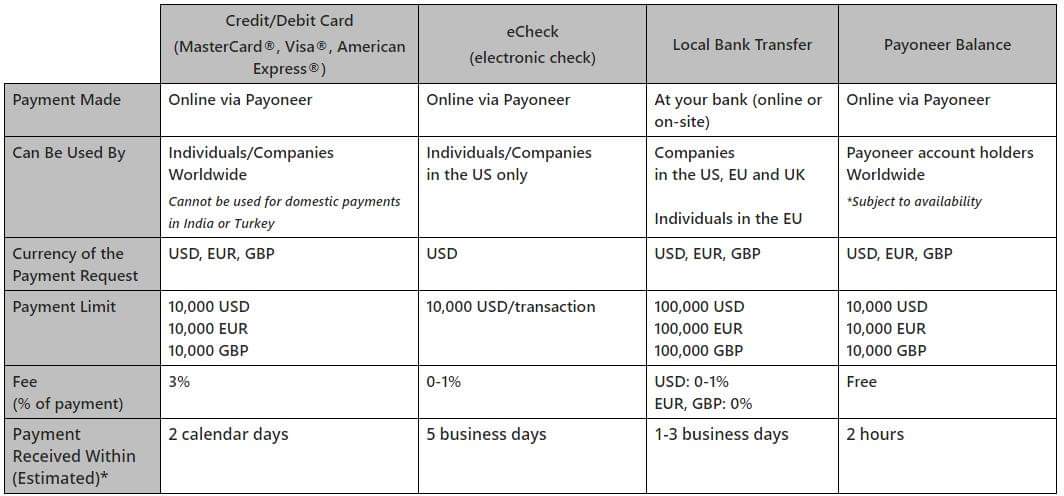 Credit/Debit Card
(MasterCard®, Visa®, American
Express®)
eCheck
(electronic check)
Local Bank Transfer
Payoneer Balance
Payment Made
Online via Payoneer
Online via Payoneer
At your bank (online or
on-site)
Online via Payoneer
Can Be Used By
Individuals/Companies
Worldwide
Cannot be used for domestic payments
in India or Turkey
Individuals/Companies
in the US only
Companies
in the US, EU and UK
Individuals in the EU
Payoneer account holders
Worldwide
*Subject to availability
Currency of the
Payment Request
USD, EUR, GBP
USD
USD, EUR, GBP
USD, EUR, GBP
Payment Limit
10,000 USD
10,000 EUR
10,000 GBP
10,000 USD/transaction
100,000 USD
100,000 EUR
100,000 GBP
10,000 USD
10,000 EUR
10,000 GBP
Fee
(% of payment)
3%
0-1%
USD: 0-1%
EUR, GBP: 0%
Free
Payment
Received Within
(Estimated)*
2 calendar days
5 business days
1-3 business days
2 hours